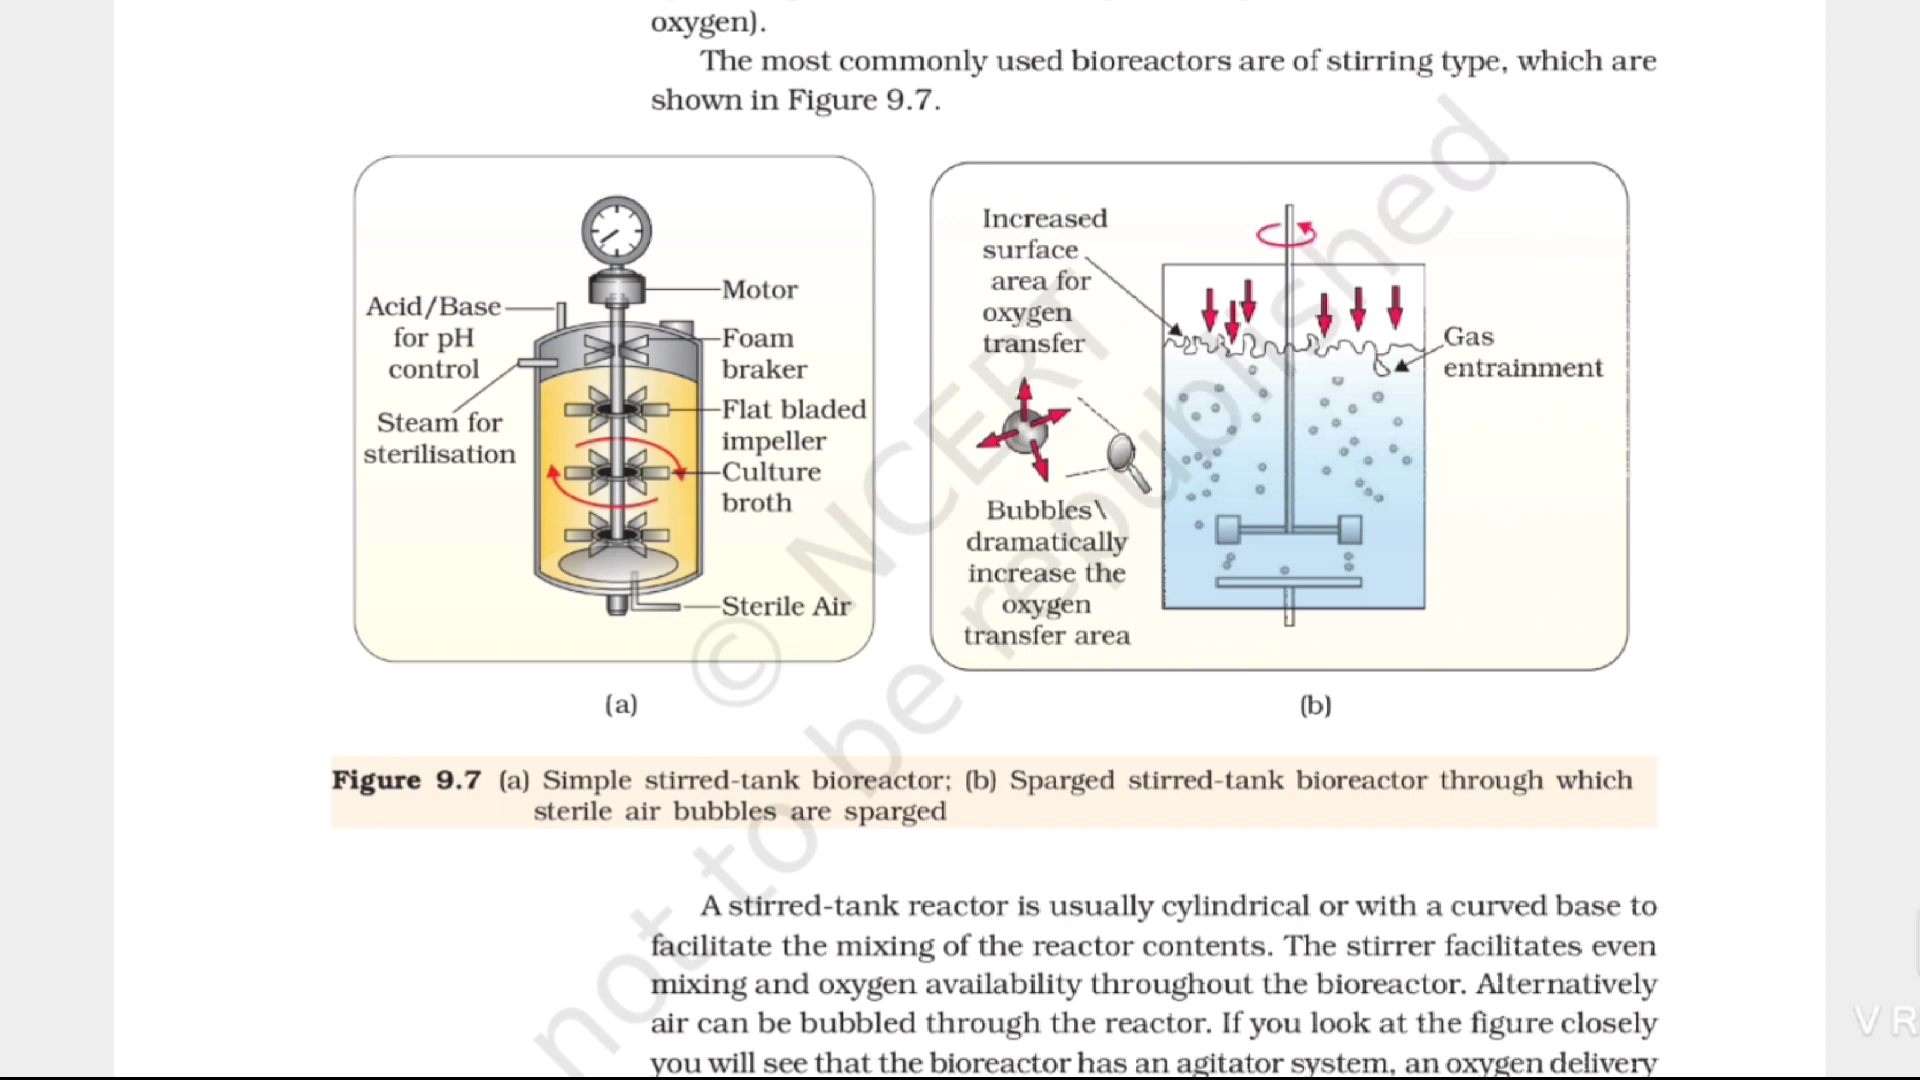 oxygen).
The most commonly used bioreactors are of stirring type, which are
shown in Figure 9.7.
Acid/Base
for pH
control
Steam for
sterilisation
Motor
Foam
braker
Flat bladed
impeller
Culture
broth
Sterile Air
(a)
Increased
surface
area for
oxygen
transfer
Bubbles\
dramatically
increase the
oxygen
transfer area
Gas
entrainment
(b)
Figure 9.7 (a) Simple stirred-tank bioreactor; (b) Sparged stirred-tank bioreactor through which
sterile air bubbles are sparged
A stirred-tank reactor is usually cylindrical or with a curved base to
facilitate the mixing of the reactor contents. The stirrer facilitates even
mixing and oxygen availability throughout the bioreactor. Alternatively
air can be bubbled through the reactor. If you look at the figure closely
you will see that the bioreactor has an agitator system, an oxygen delivery
© NCERT
not to be republished
V R